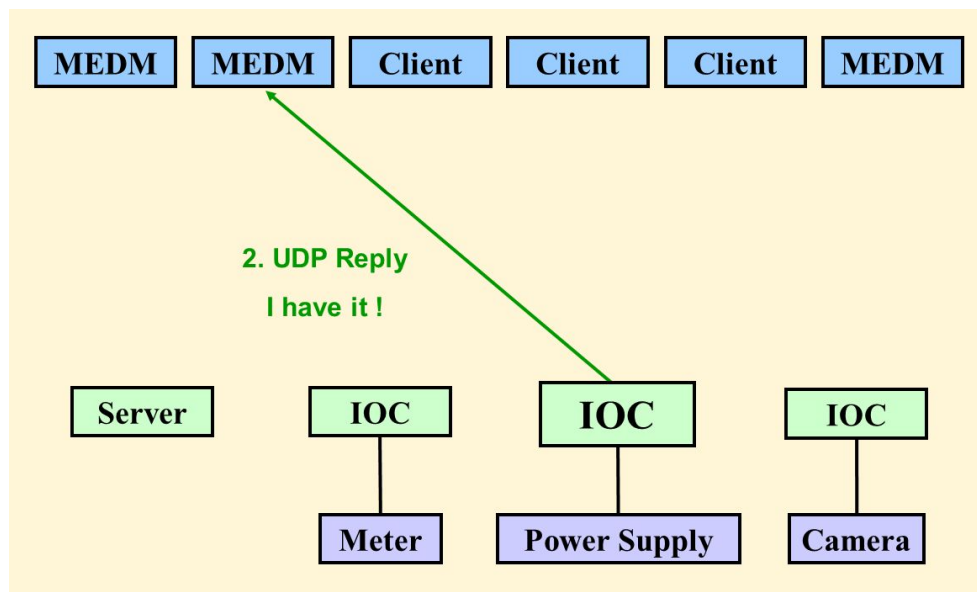 MEDM MEDM Client Client Client MEDM
2. UDP Reply
I have it !
Server IOC IOC IOC
Meter Power Supply Camera